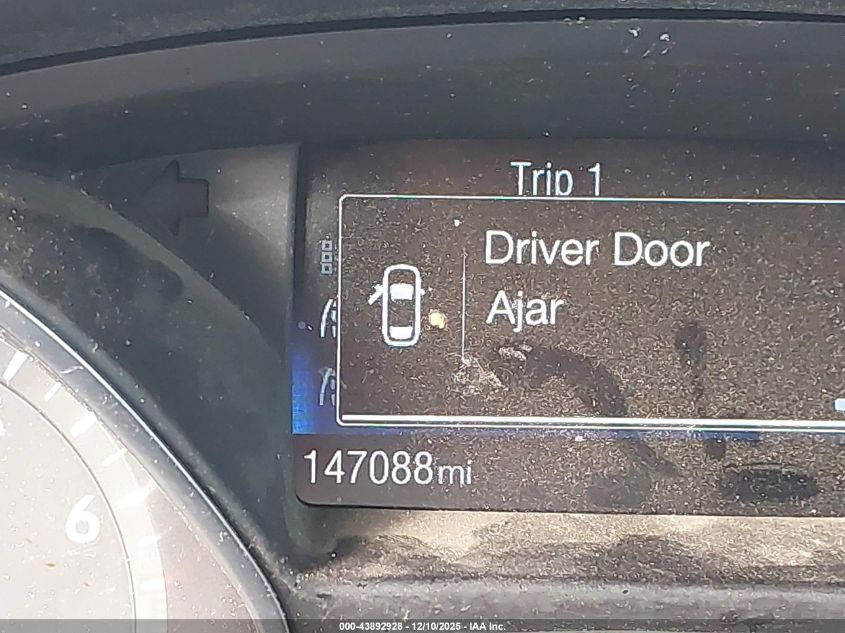 Trip 1
Driver Door
Ajar
147088mi
6
000-43892928 - 12/10/2025 - IAA Inc.